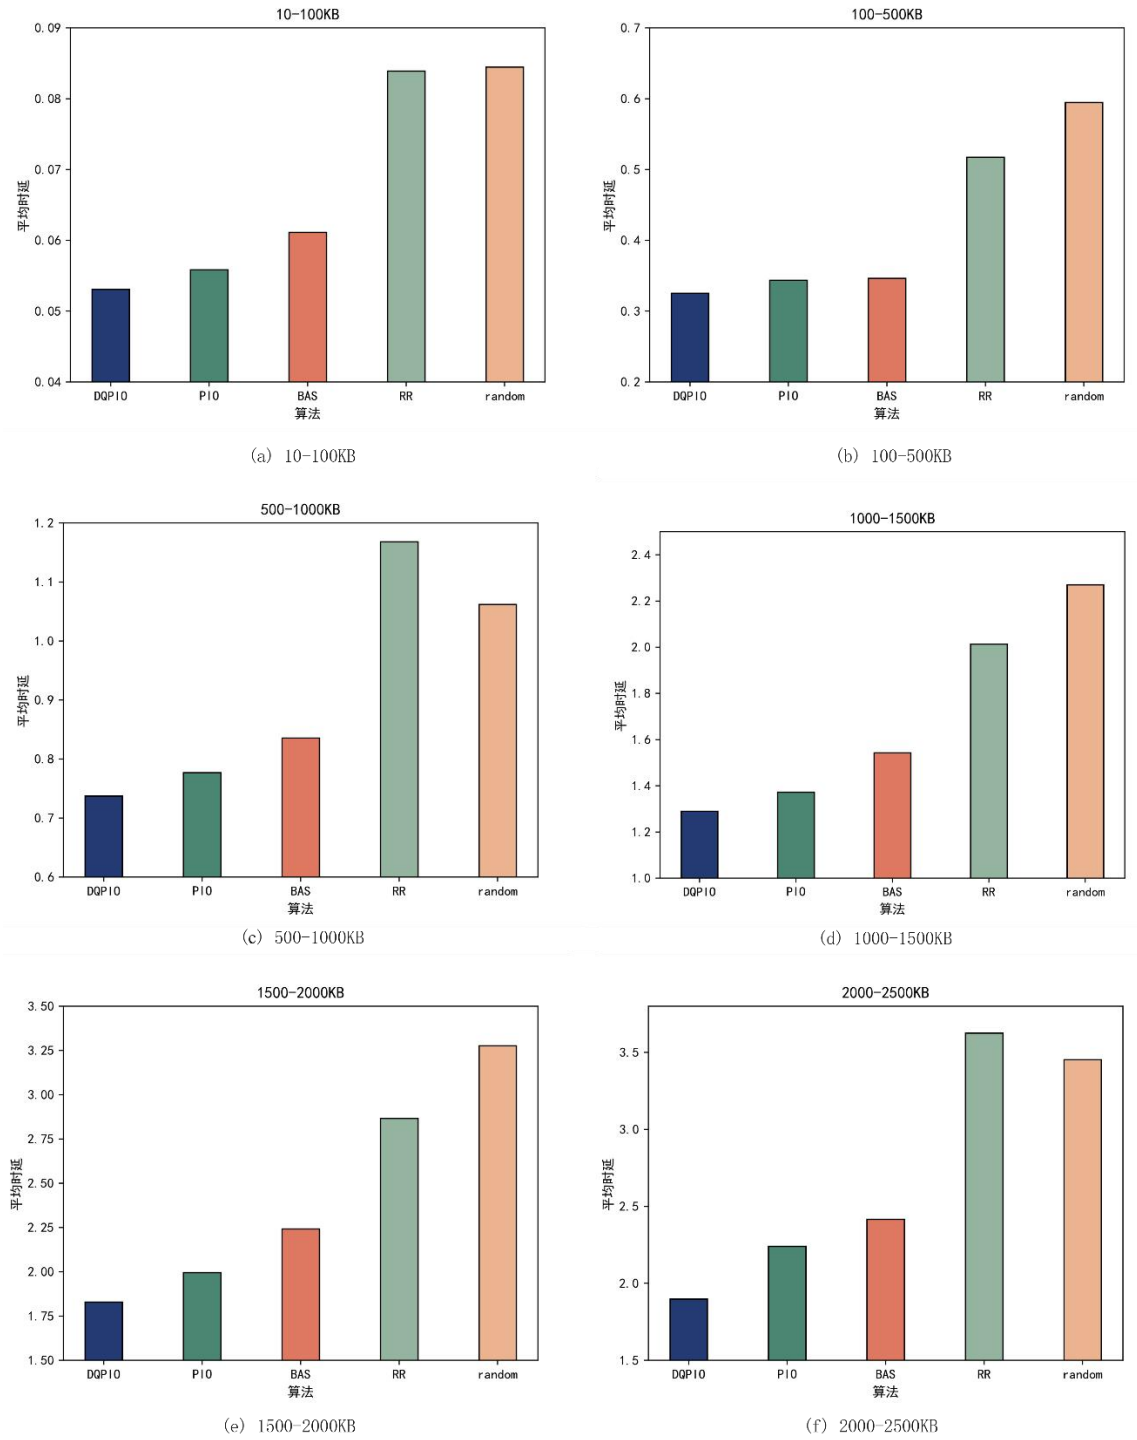 10-100KB
0.09
0.08
0.07
0.06
0.05
0.04
平均时延
DQPIO PIO BAS RR random
算法
(a) 10-100KB
100-500KB
0.7
0.6
0.5
0.4
0.3
0.2
平均时延
DQPIO PIO BAS RR random
算法
(b) 100-500KB
500-1000KB
1.2
1.1
1.0
0.9
0.8
0.7
0.6
平均时延
DQPIO PIO BAS RR random
算法
(c) 500-1000KB
1000-1500KB
2.4
2.2
2.0
1.8
1.6
1.4
1.2
1.0
平均时延
DQPIO PIO BAS RR random
算法
(d) 1000-1500KB
1500-2000KB
3.50
3.25
3.00
2.75
2.50
2.25
2.00
1.75
1.50
平均时延
DQPIO PIO BAS RR random
算法
(e) 1500-2000KB
2000-2500KB
3.5
3.0
2.5
2.0
1.5
平均时延
DQPIO PIO BAS RR random
算法
(f) 2000-2500KB